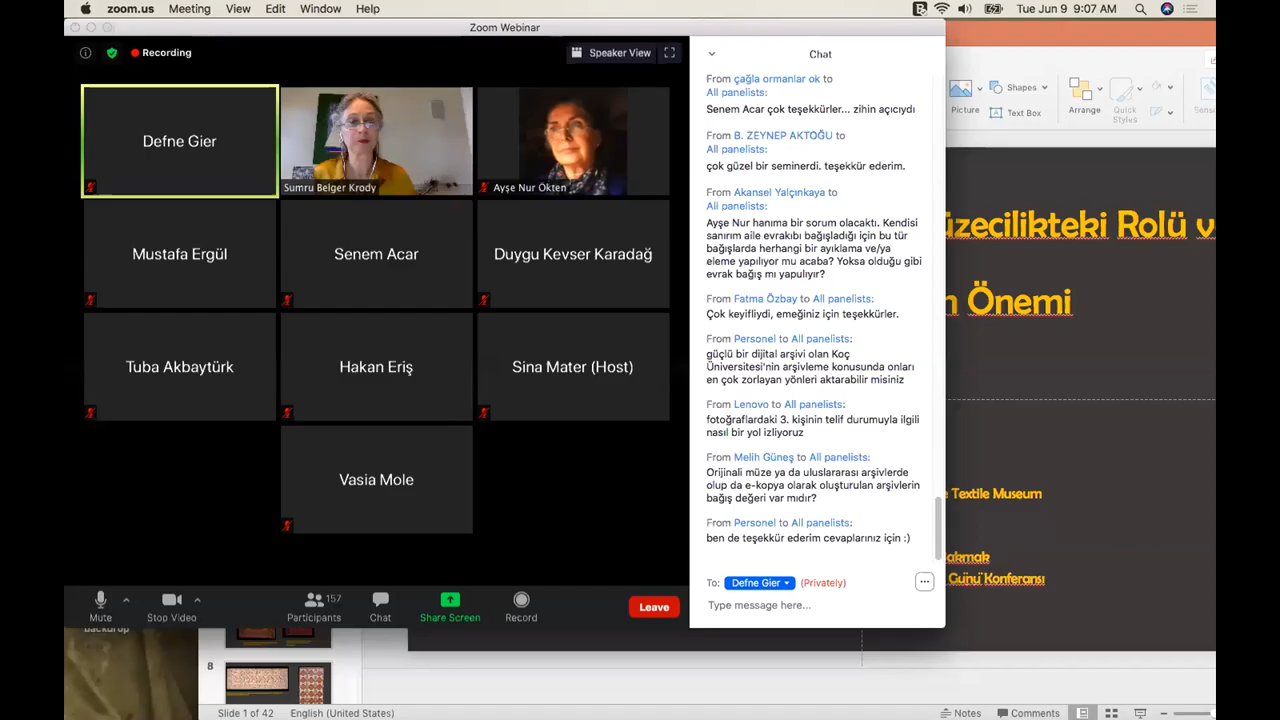 zoom.us Meeting View Edit Window Help
Tue Jun 9 9:07 AM
Zoom Webinar
Recording
Speaker View
Defne Gier
Sumru Belger Krody
Ayşe Nur Ökten
Mustafa Ergül
Senem Acar
Duygu Kevser Karadağ
Tuba Akbaytürk
Hakan Eriş
Sina Mater (Host)
Vasia Mole
Mute
Stop Video
157
Participants
Chat
Share Screen
Record
Leave
Chat
From çağla ormanlar ok to
All panelists:
Senem Acar çok teşekkürler... zihin açıcıydı
From B. ZEYNEP AKTOĞU to
All panelists:
çok güzel bir seminerdi. teşekkür ederim.
From Akansel Yalçınkaya to
All panelists:
Ayşe Nur hanıma bir sorum olacaktı. Kendisi
sanırım aile evrakıbı bağışladığı için bu tür
bağışlarda herhangi bir ayıklama ve/ya
eleme yapılıyor mu acaba? Yoksa olduğu gibi
evrak bağış mı yapulıyır?
From Fatma Özbay to All panelists:
Çok keyifliydi, emeğiniz için teşekkürler.
From Personel to All panelists:
güçlü bir dijital arşivi olan Koç
Üniversitesi'nin arşivleme konusunda onları
en çok zorlayan yönleri aktarabilir misiniz
From Lenovo to All panelists:
fotoğraflardaki 3. kişinin telif durumuyla ilgili
nasıl bir yol izliyoruz
From Melih Güneş to All panelists:
Orijinali müze ya da uluslararası arşivlerde
olup da e-kopya olarak oluşturulan arşivlerin
bağış değeri var mıdır?
From Personel to All panelists:
ben de teşekkür ederim cevaplarınız için :)
To: Defne Gier (Privately)
Type message here...
Picture
Shapes
Text Box
Arrange
Quick
Styles
üzecilikteki Rolü v
n Önemi
e Textile Museum
akmak
Günü Konferansı
backdrop
8
Slide 1 of 42 English (United States)
Notes Comments